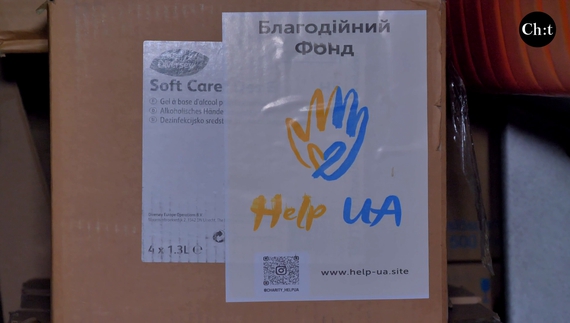 Благодійний
Фонд
Ch:t
Soft Care
Gel à base d'alcool p
Alkoholisches Hände
Dezinfekcijsko sredst
Help UA
4 x 1.3L e
www.help-ua.site